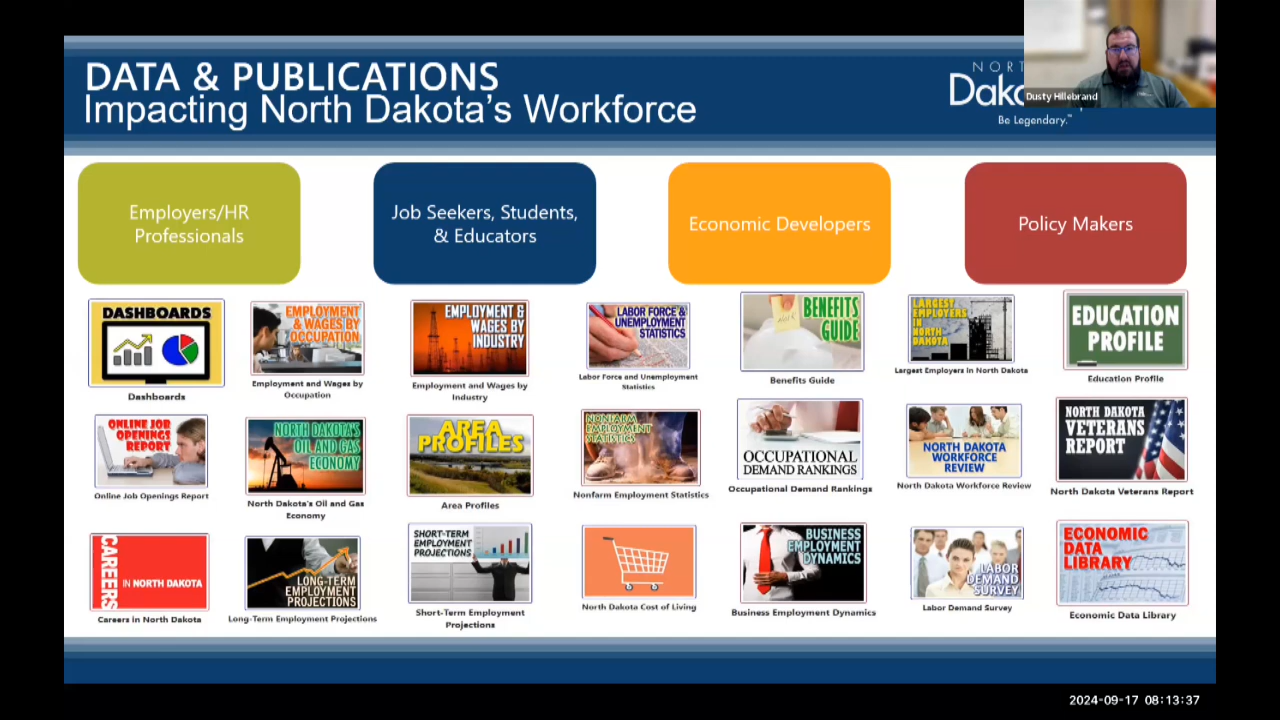 DATA & PUBLICATIONS
Impacting North Dakota's Workforce
NORT
Dak
Be Legendary.™
Dusty Hillebrand
Employers/HR
Professionals
Job Seekers, Students,
& Educators
Economic Developers
Policy Makers
DASHBOARDS
Dashboards
EMPLOYMENT
& WAGES BY
OCCUPATION
Employment and Wages by
Occupation
EMPLOYMENT &
WAGES BY
INDUSTRY
Employment and Wages by
Industry
LABOR FORCE &
UNEMPLOYMENT
STATISTICS
Labor Force and Unemployment
Statistics
BENEFITS
GUIDE
Benefits Guide
LARGEST
EMPLOYERS
IN
NORTH
DAKOTA
Largest Employers in North Dakota
EDUCATION
PROFILE
Education Profile
ONLINE JOB
OPENINGS
REPORT
Online Job Openings Report
NORTH DAKOTA'S
OIL AND GAS
ECONOMY
North Dakota's Oil and Gas
Economy
AREA
PROFILES
Area Profiles
NONFARM
EMPLOYMENT
STATISTICS
Nonfarm Employment Statistics
OCCUPATIONAL
DEMAND RANKINGS
Occupational Demand Rankings
NORTH DAKOTA
WORKFORCE
REVIEW
North Dakota Workforce Review
NORTH DAKOTA
VETERANS
REPORT
North Dakota Veterans Report
CAREERS
IN NORTH DAKOTA
Careers in North Dakota
LONG-TERM
EMPLOYMENT
PROJECTIONS
Long-Term Employment Projections
SHORT-TERM
EMPLOYMENT
PROJECTIONS
Short-Term Employment
Projections
North Dakota Cost of Living
BUSINESS
EMPLOYMENT
DYNAMICS
Business Employment Dynamics
LABOR
DEMAND
SURVEY
Labor Demand Survey
ECONOMIC
DATA
LIBRARY
Economic Data Library
2024-09-17 08:13:37